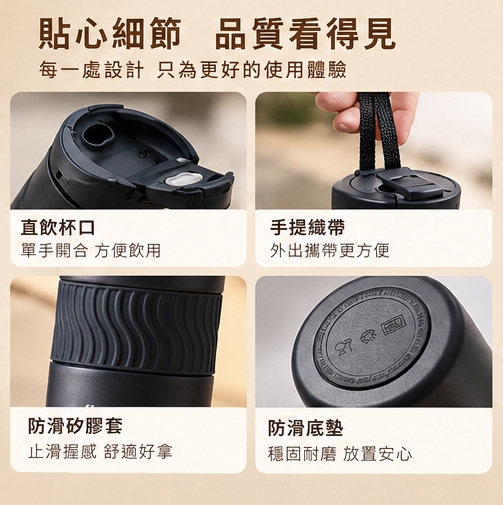 貼心細節 品質看得見
每一處設計 只為更好的使用體驗
直飲杯口
單手開合 方便飲用
手提織帶
外出攜帶更方便
防滑矽膠套
止滑握感 舒適好拿
防滑底墊
穩固耐磨 放置安心